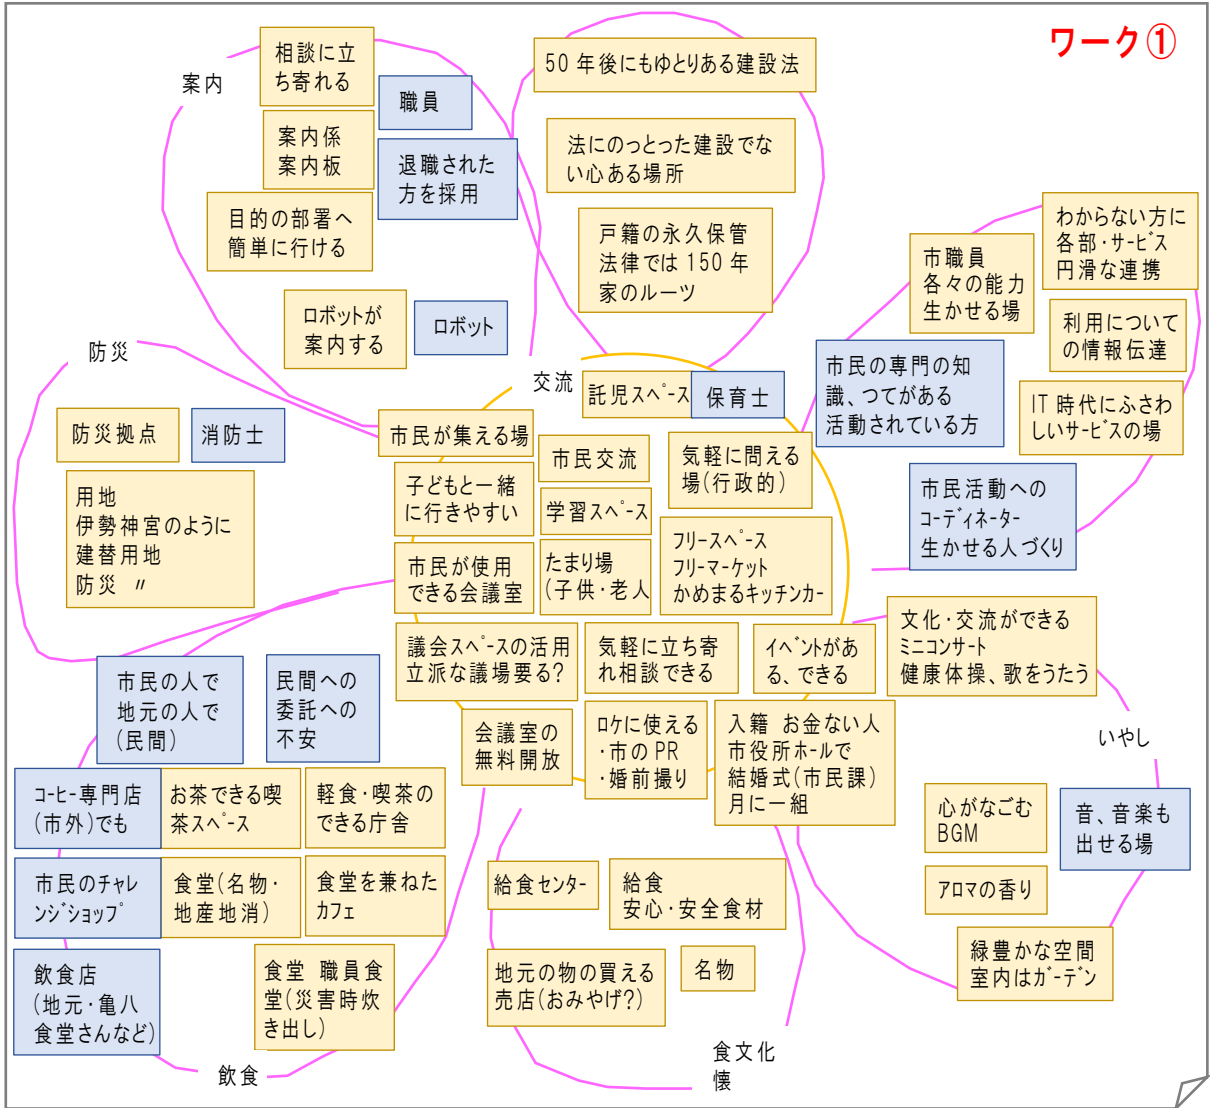 ワーク①
案内
相談に立
ち寄れる
職員
案内係
案内板
退職された
方を採用
目的の部署へ
簡単に行ける
ロボットが
案内する
ロボット
50 年後にもゆとりある建設法
法にのっとった建設でな
い心ある場所
戸籍の永久保管
法律では 150 年
家のルーツ
わからない方に
各部・サービス
円滑な連携
市職員
各々の能力
生かせる場
利用について
の情報伝達
市民の専門の知
識、つてがある
活動されている方
IT 時代にふさわ
しいサービスの場
市民活動への
コーディネーター
生かせる人づくり
防災
防災拠点
消防士
用地
伊勢神宮のように
建替用地
防災 〃
交流
託児スペース
保育士
市民が集える場
市民交流
気軽に問える
場(行政的)
子どもと一緒
に行きやすい
学習スペース
フリースペース
フリーマーケット
かめまるキッチンカー
市民が使用
できる会議室
たまり場
(子供・老人
議会スペースの活用
立派な議場要る?
気軽に立ち寄
れ相談できる
イベントがあ
る、できる
会議室の
無料開放
ロケに使える
・市の PR
・婚前撮り
入籍 お金ない人
市役所ホールで
結婚式(市民課)
月に一組
文化・交流ができる
ミニコンサート
健康体操、歌をうたう
いやし
心がなごむ
BGM
音、音楽も
出せる場
アロマの香り
緑豊かな空間
室内はガーデン
市民の人で
地元の人で
(民間)
民間への
委託への
不安
コーヒー専門店
(市外)でも
お茶できる喫
茶スペース
軽食・喫茶の
できる庁舎
市民のチャレ
ンジショップ
食堂(名物・
地産地消)
食堂を兼ねた
カフェ
飲食店
(地元・亀八
食堂さんなど)
食堂 職員食
堂(災害時炊
き出し)
飲食
給食センター
給食
安心・安全食材
地元の物の買える
売店(おみやげ?)
名物
食文化
懐